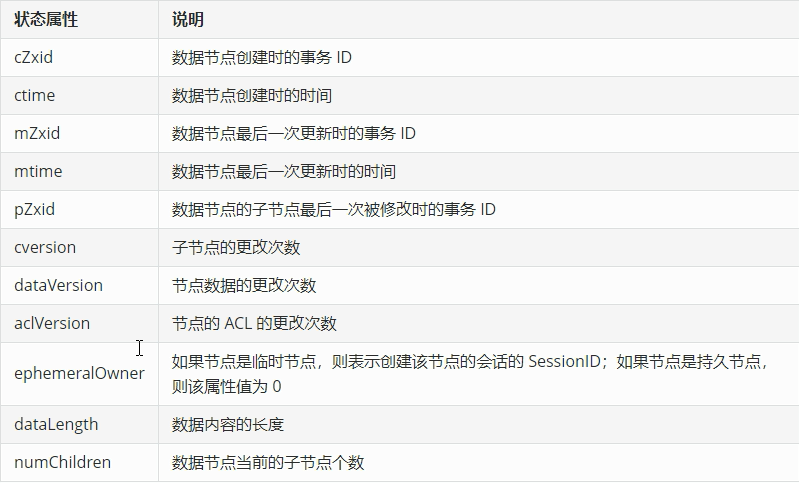 状态属性 说明
cZxid 数据节点创建时的事务 ID
ctime 数据节点创建时的时间
mZxid 数据节点最后一次更新时的事务 ID
mtime 数据节点最后一次更新时的时间
pZxid 数据节点的子节点最后一次被修改时的事务 ID
cversion 子节点的更改次数
dataVersion 节点数据的更改次数
aclVersion 节点的 ACL 的更改次数
ephemeralOwner 如果节点是临时节点，则表示创建该节点的会话的 SessionID；如果节点是持久节点，
则该属性值为 0
dataLength 数据内容的长度
numChildren 数据节点当前的子节点个数